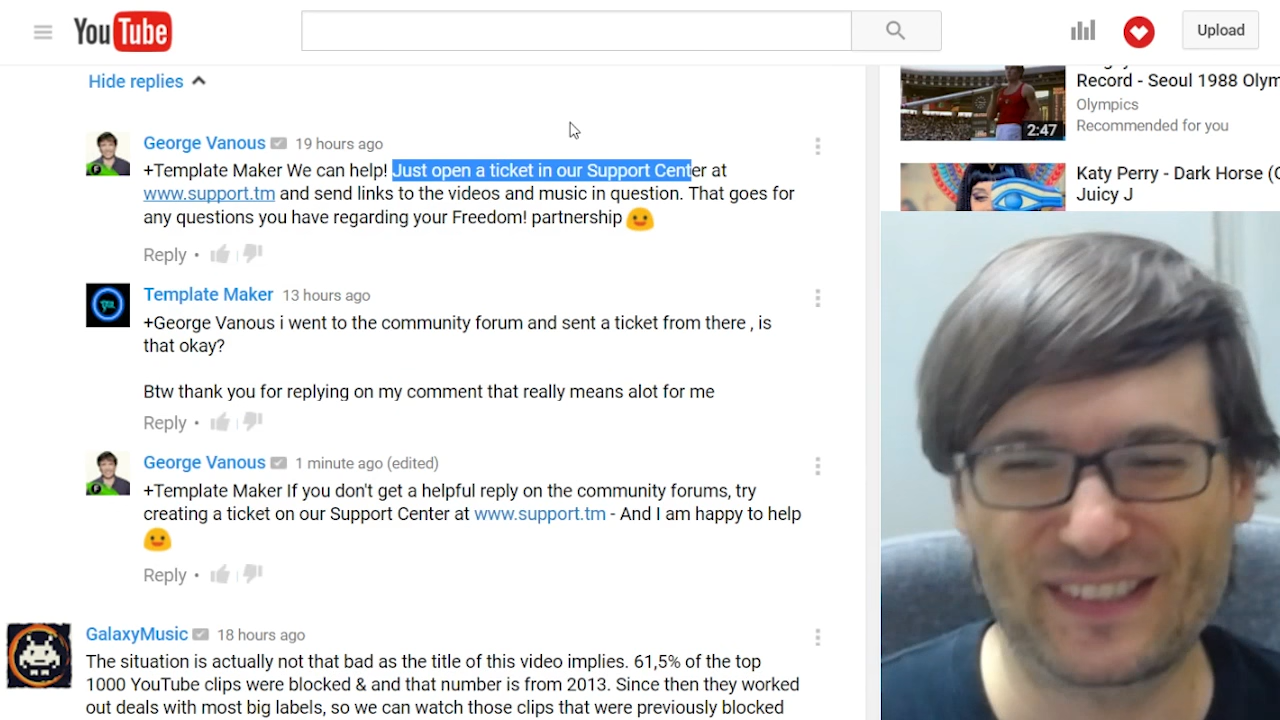 YouTube
Upload
Hide replies
Record - Seoul 1988 Olym
Olympics
Recommended for you
2:47
Katy Perry - Dark Horse (
Juicy J
George Vanous 19 hours ago
+Template Maker We can help! Just open a ticket in our Support Center at
www.support.tm and send links to the videos and music in question. That goes for
any questions you have regarding your Freedom! partnership
Reply •
Template Maker 13 hours ago
+George Vanous i went to the community forum and sent a ticket from there , is
that okay?
Btw thank you for replying on my comment that really means alot for me
Reply •
George Vanous 1 minute ago (edited)
+Template Maker If you don't get a helpful reply on the community forums, try
creating a ticket on our Support Center at www.support.tm - And I am happy to help
Reply •
GalaxyMusic 18 hours ago
The situation is actually not that bad as the title of this video implies. 61,5% of the top
1000 YouTube clips were blocked & and that number is from 2013. Since then they worked
out deals with most big labels, so we can watch those clips that were previously blocked